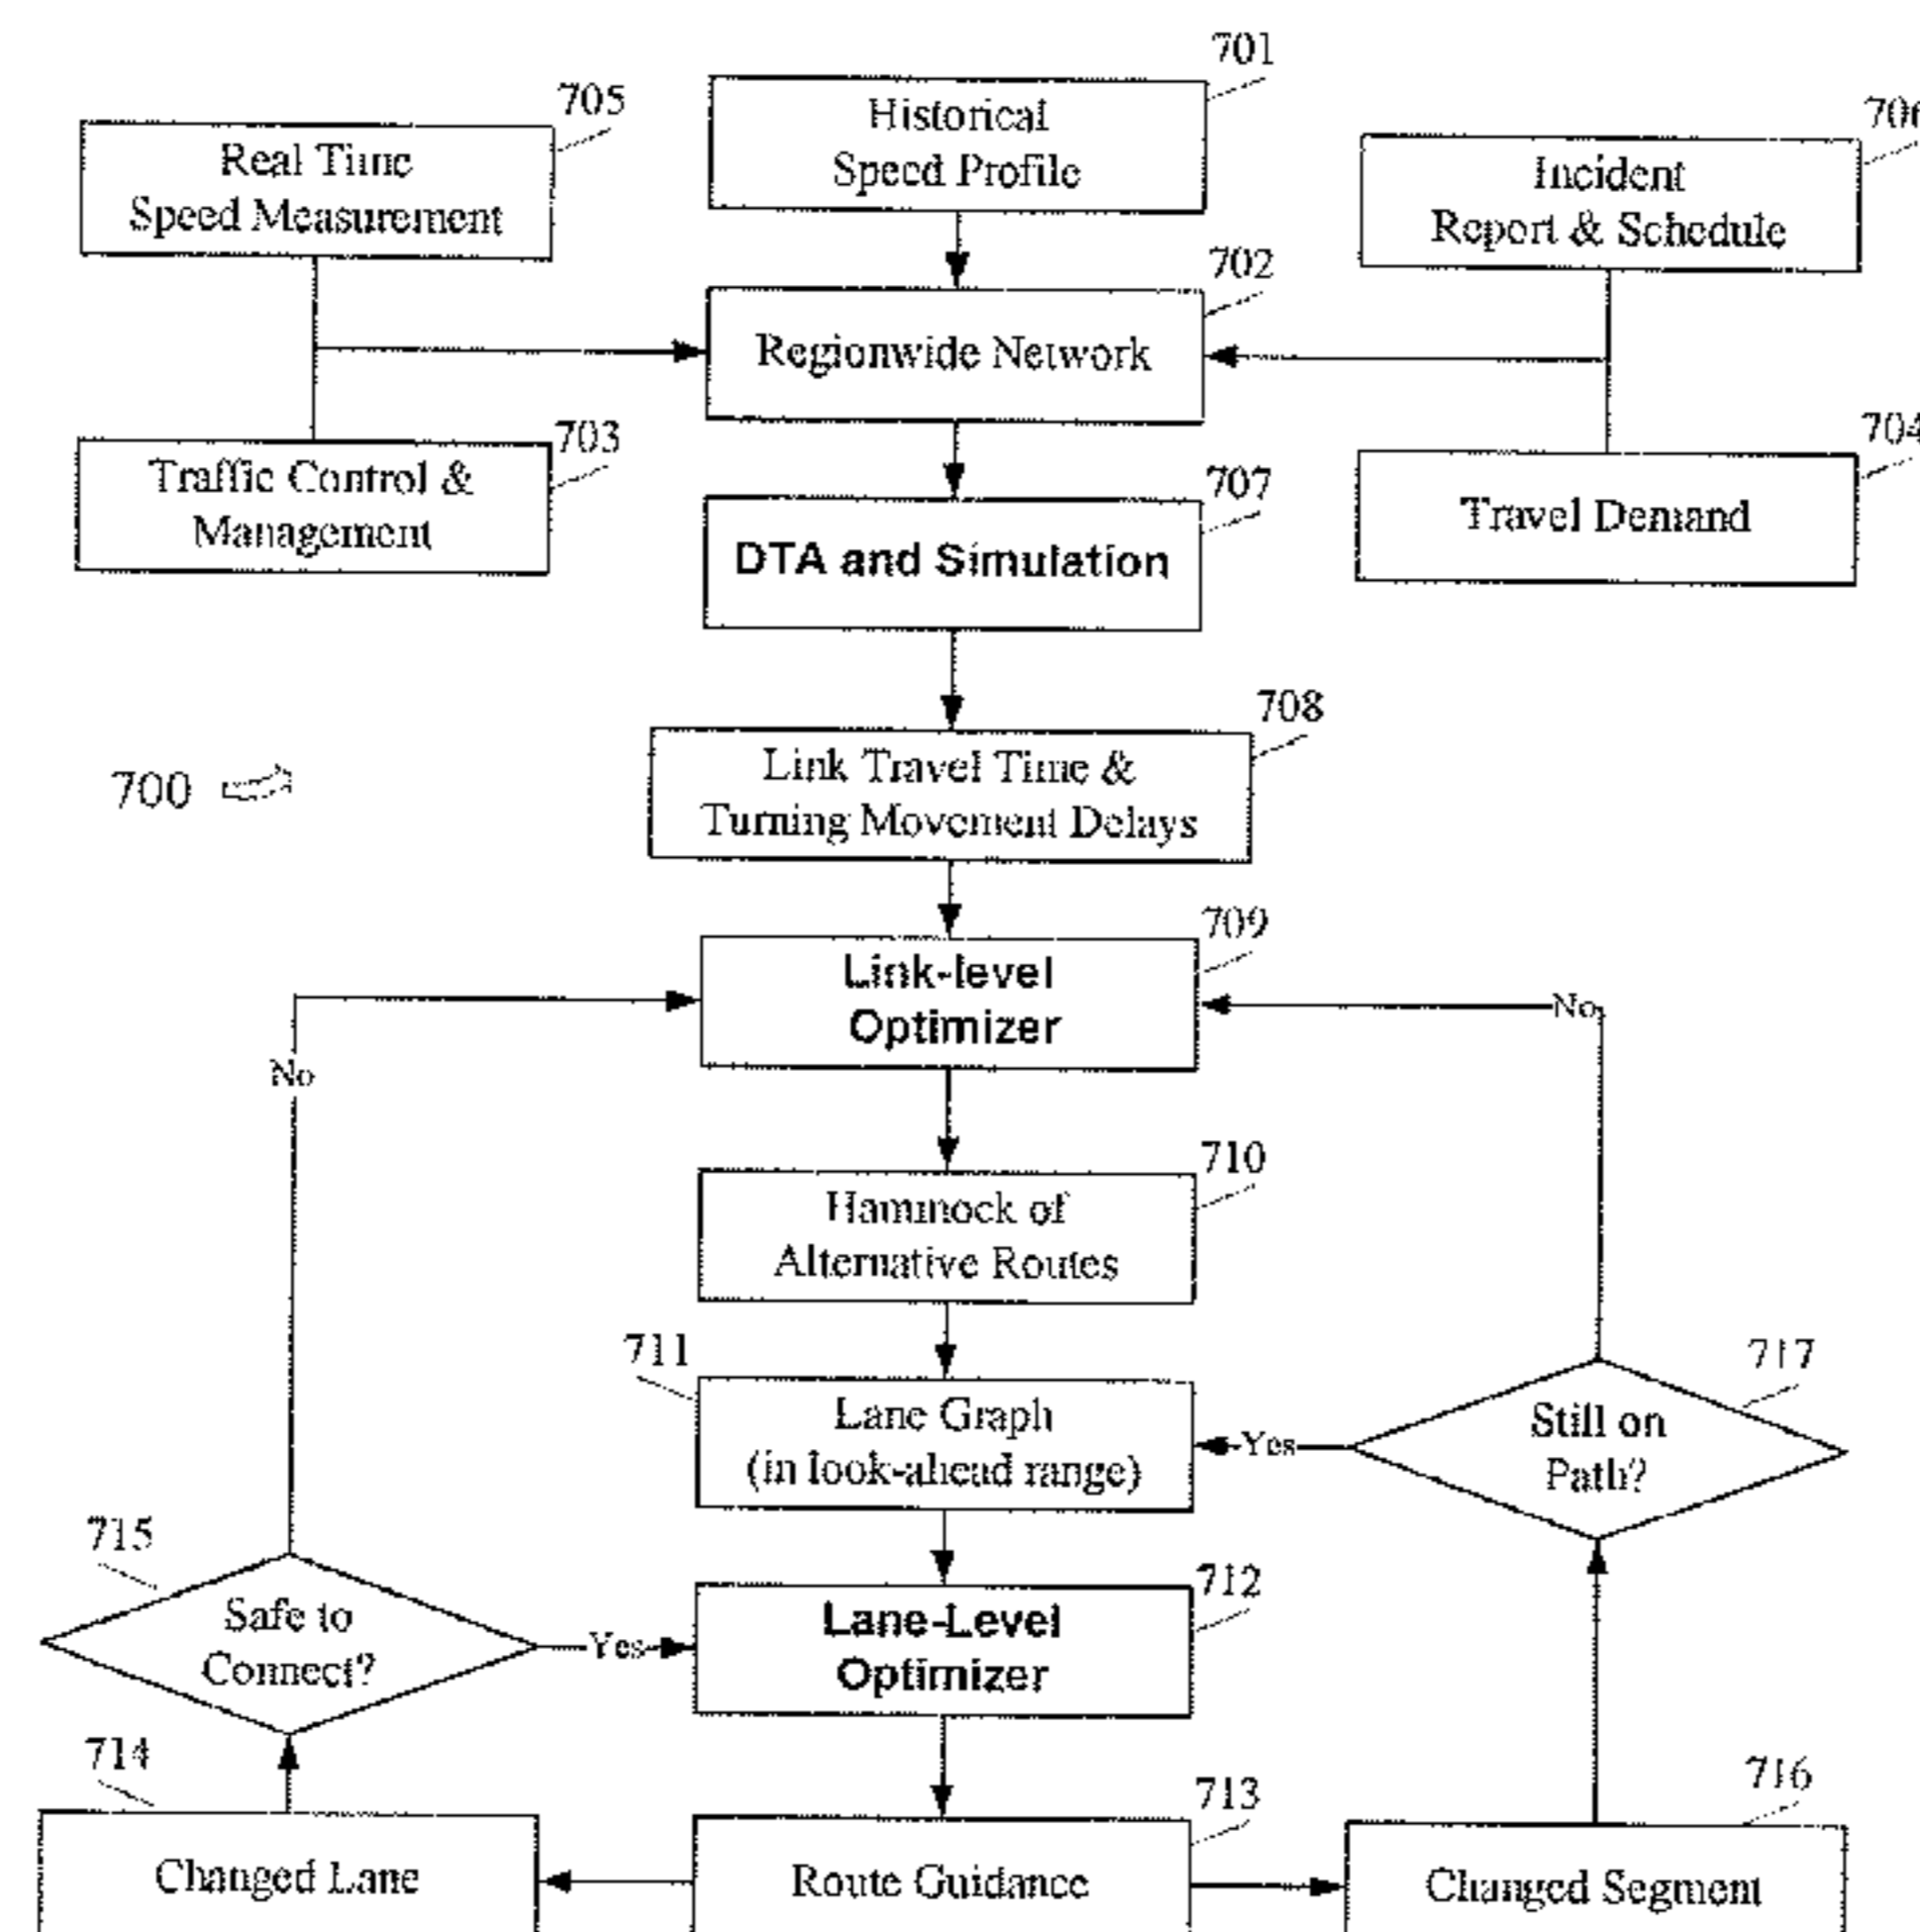 701
705
Historical
Speed Profile
706
Real Time
Speed Measurement
Incident
Report & Schedule
702
Regionwide Network
703
Traffic Control &
Management
704
Travel Demand
707
DTA and Simulation
708
Link Travel Time &
Turning Movement Delays
700
709
Link-level
Optimizer
No
No
710
Hammock of
Alternative Routes
711
Lane Graph
(in look-ahead range)
Yes
717
Still on
Path?
715
Safe to
Connect?
Yes
712
Lane-Level
Optimizer
714
Changed Lane
713
Route Guidance
716
Changed Segment